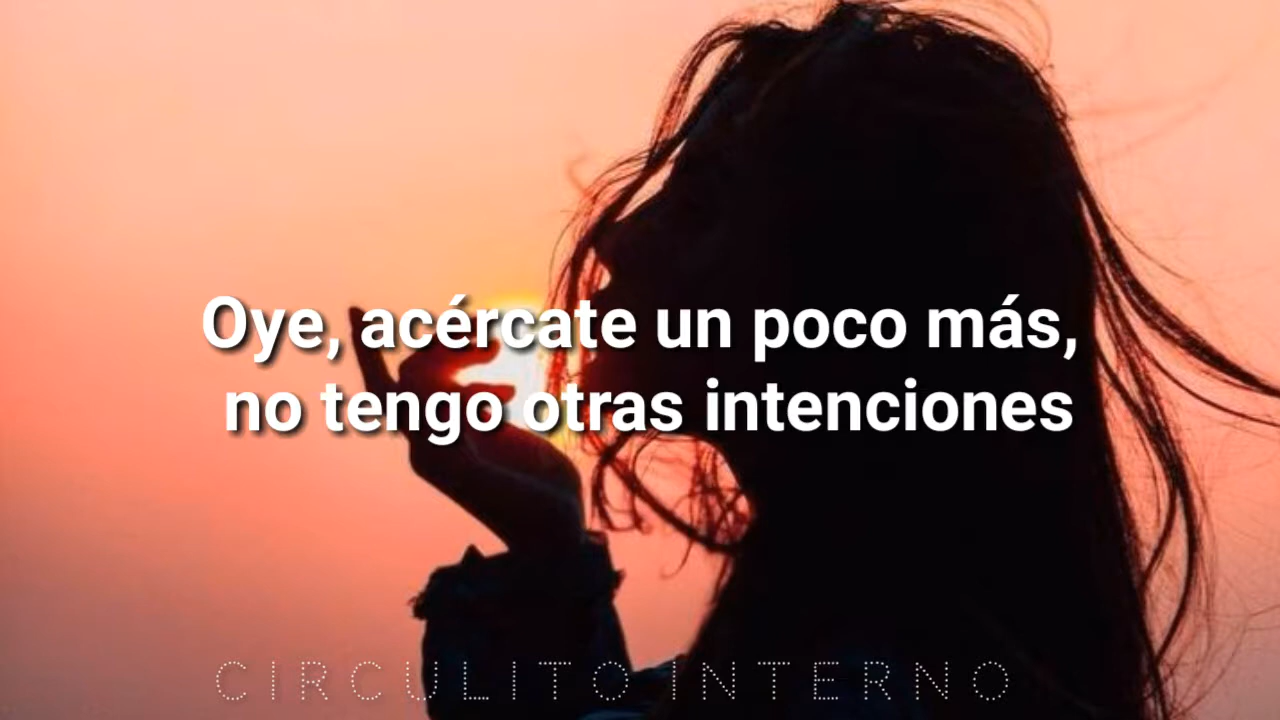 Oye, acércate un poco más,
no tengo otras intenciones
CIRCULITO INTERNO